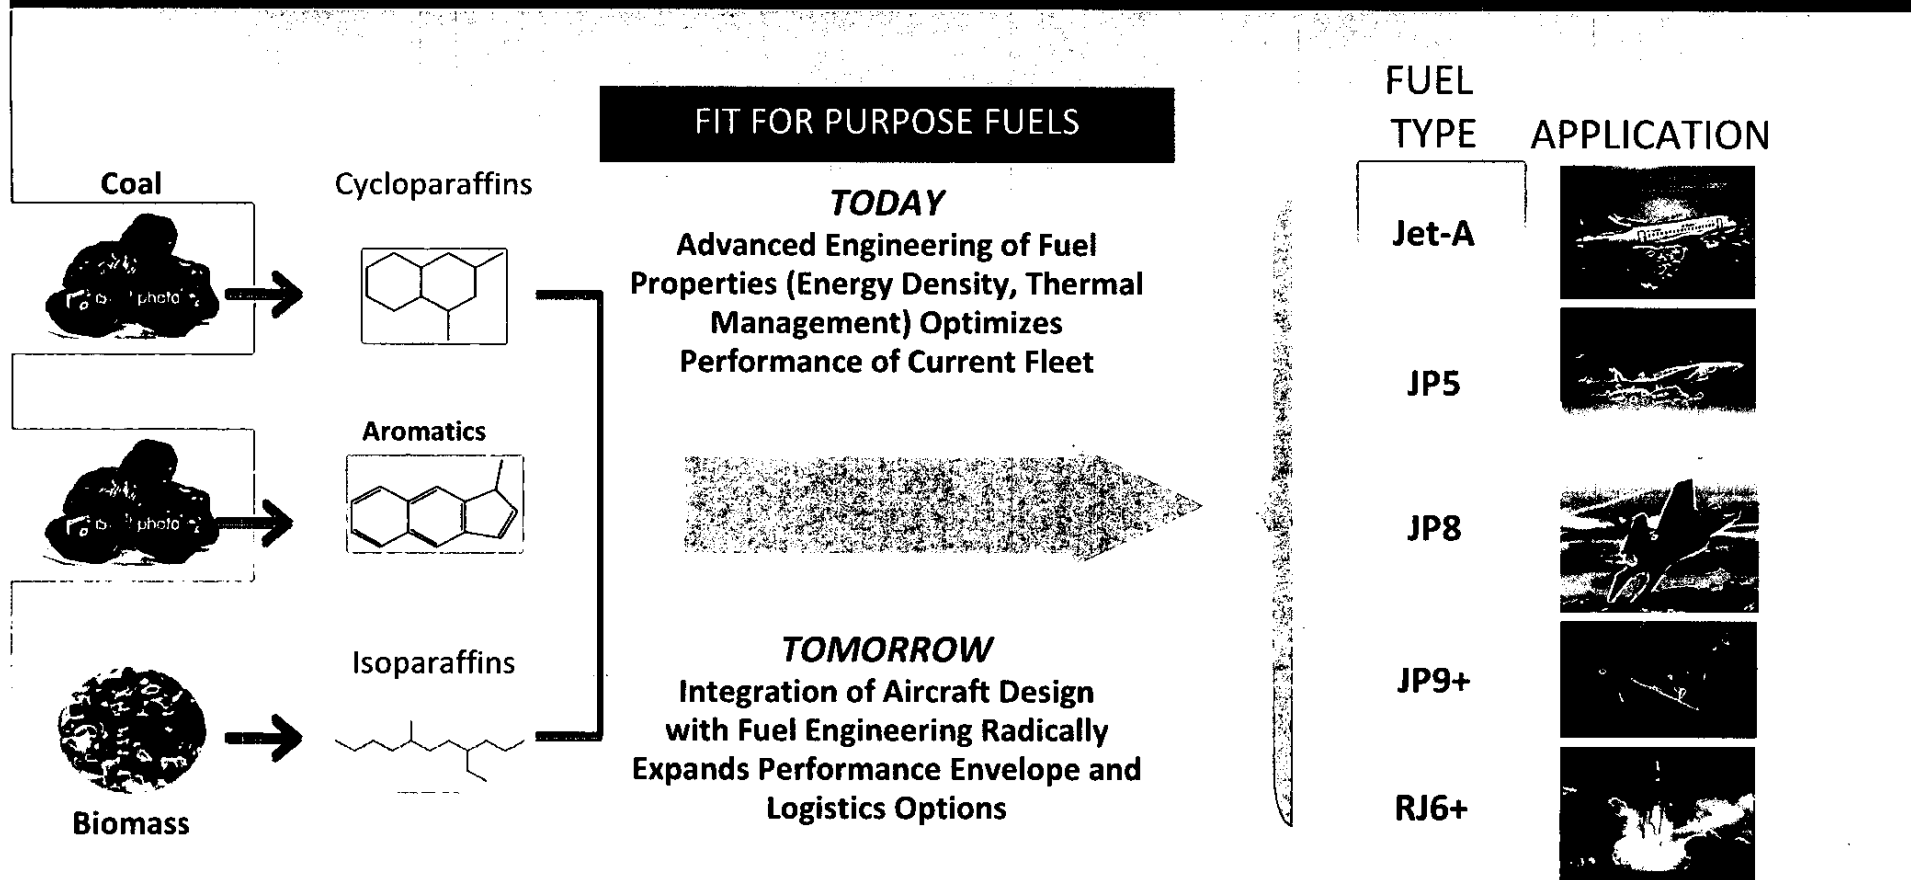 FIT FOR PURPOSE FUELS
FUEL
TYPE
APPLICATION
Coal
Cycloparaffins
TODAY
Advanced Engineering of Fuel
Properties (Energy Density, Thermal
Management) Optimizes
Performance of Current Fleet
Aromatics
photo
photo
Isoparaffins
Biomass
TOMORROW
Integration of Aircraft Design
with Fuel Engineering Radically
Expands Performance Envelope and
Logistics Options
Jet-A
JP5
JP8
JP9+
RJ6+